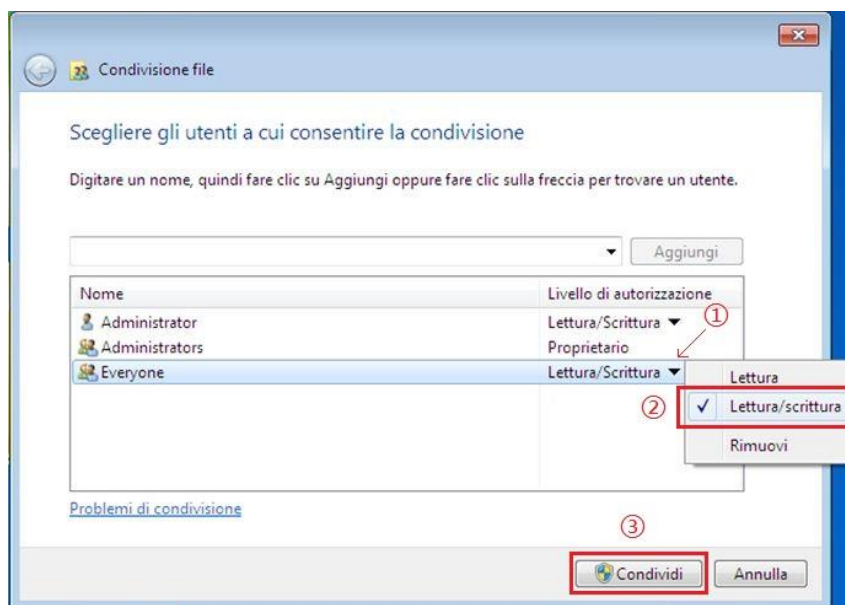 Condivisione file
Scegliere gli utenti a cui consentire la condivisione
Digitare un nome, quindi fare clic su Aggiungi oppure fare clic sulla freccia per trovare un utente.
Aggiungi
Nome Livello di autorizzazione
Administrator Lettura/Scrittura
①
Administrators Proprietario
Everyone Lettura/Scrittura
Lettura
② Lettura/scrittura
Rimuovi
Problemi di condivisione
③
Condividi Annulla